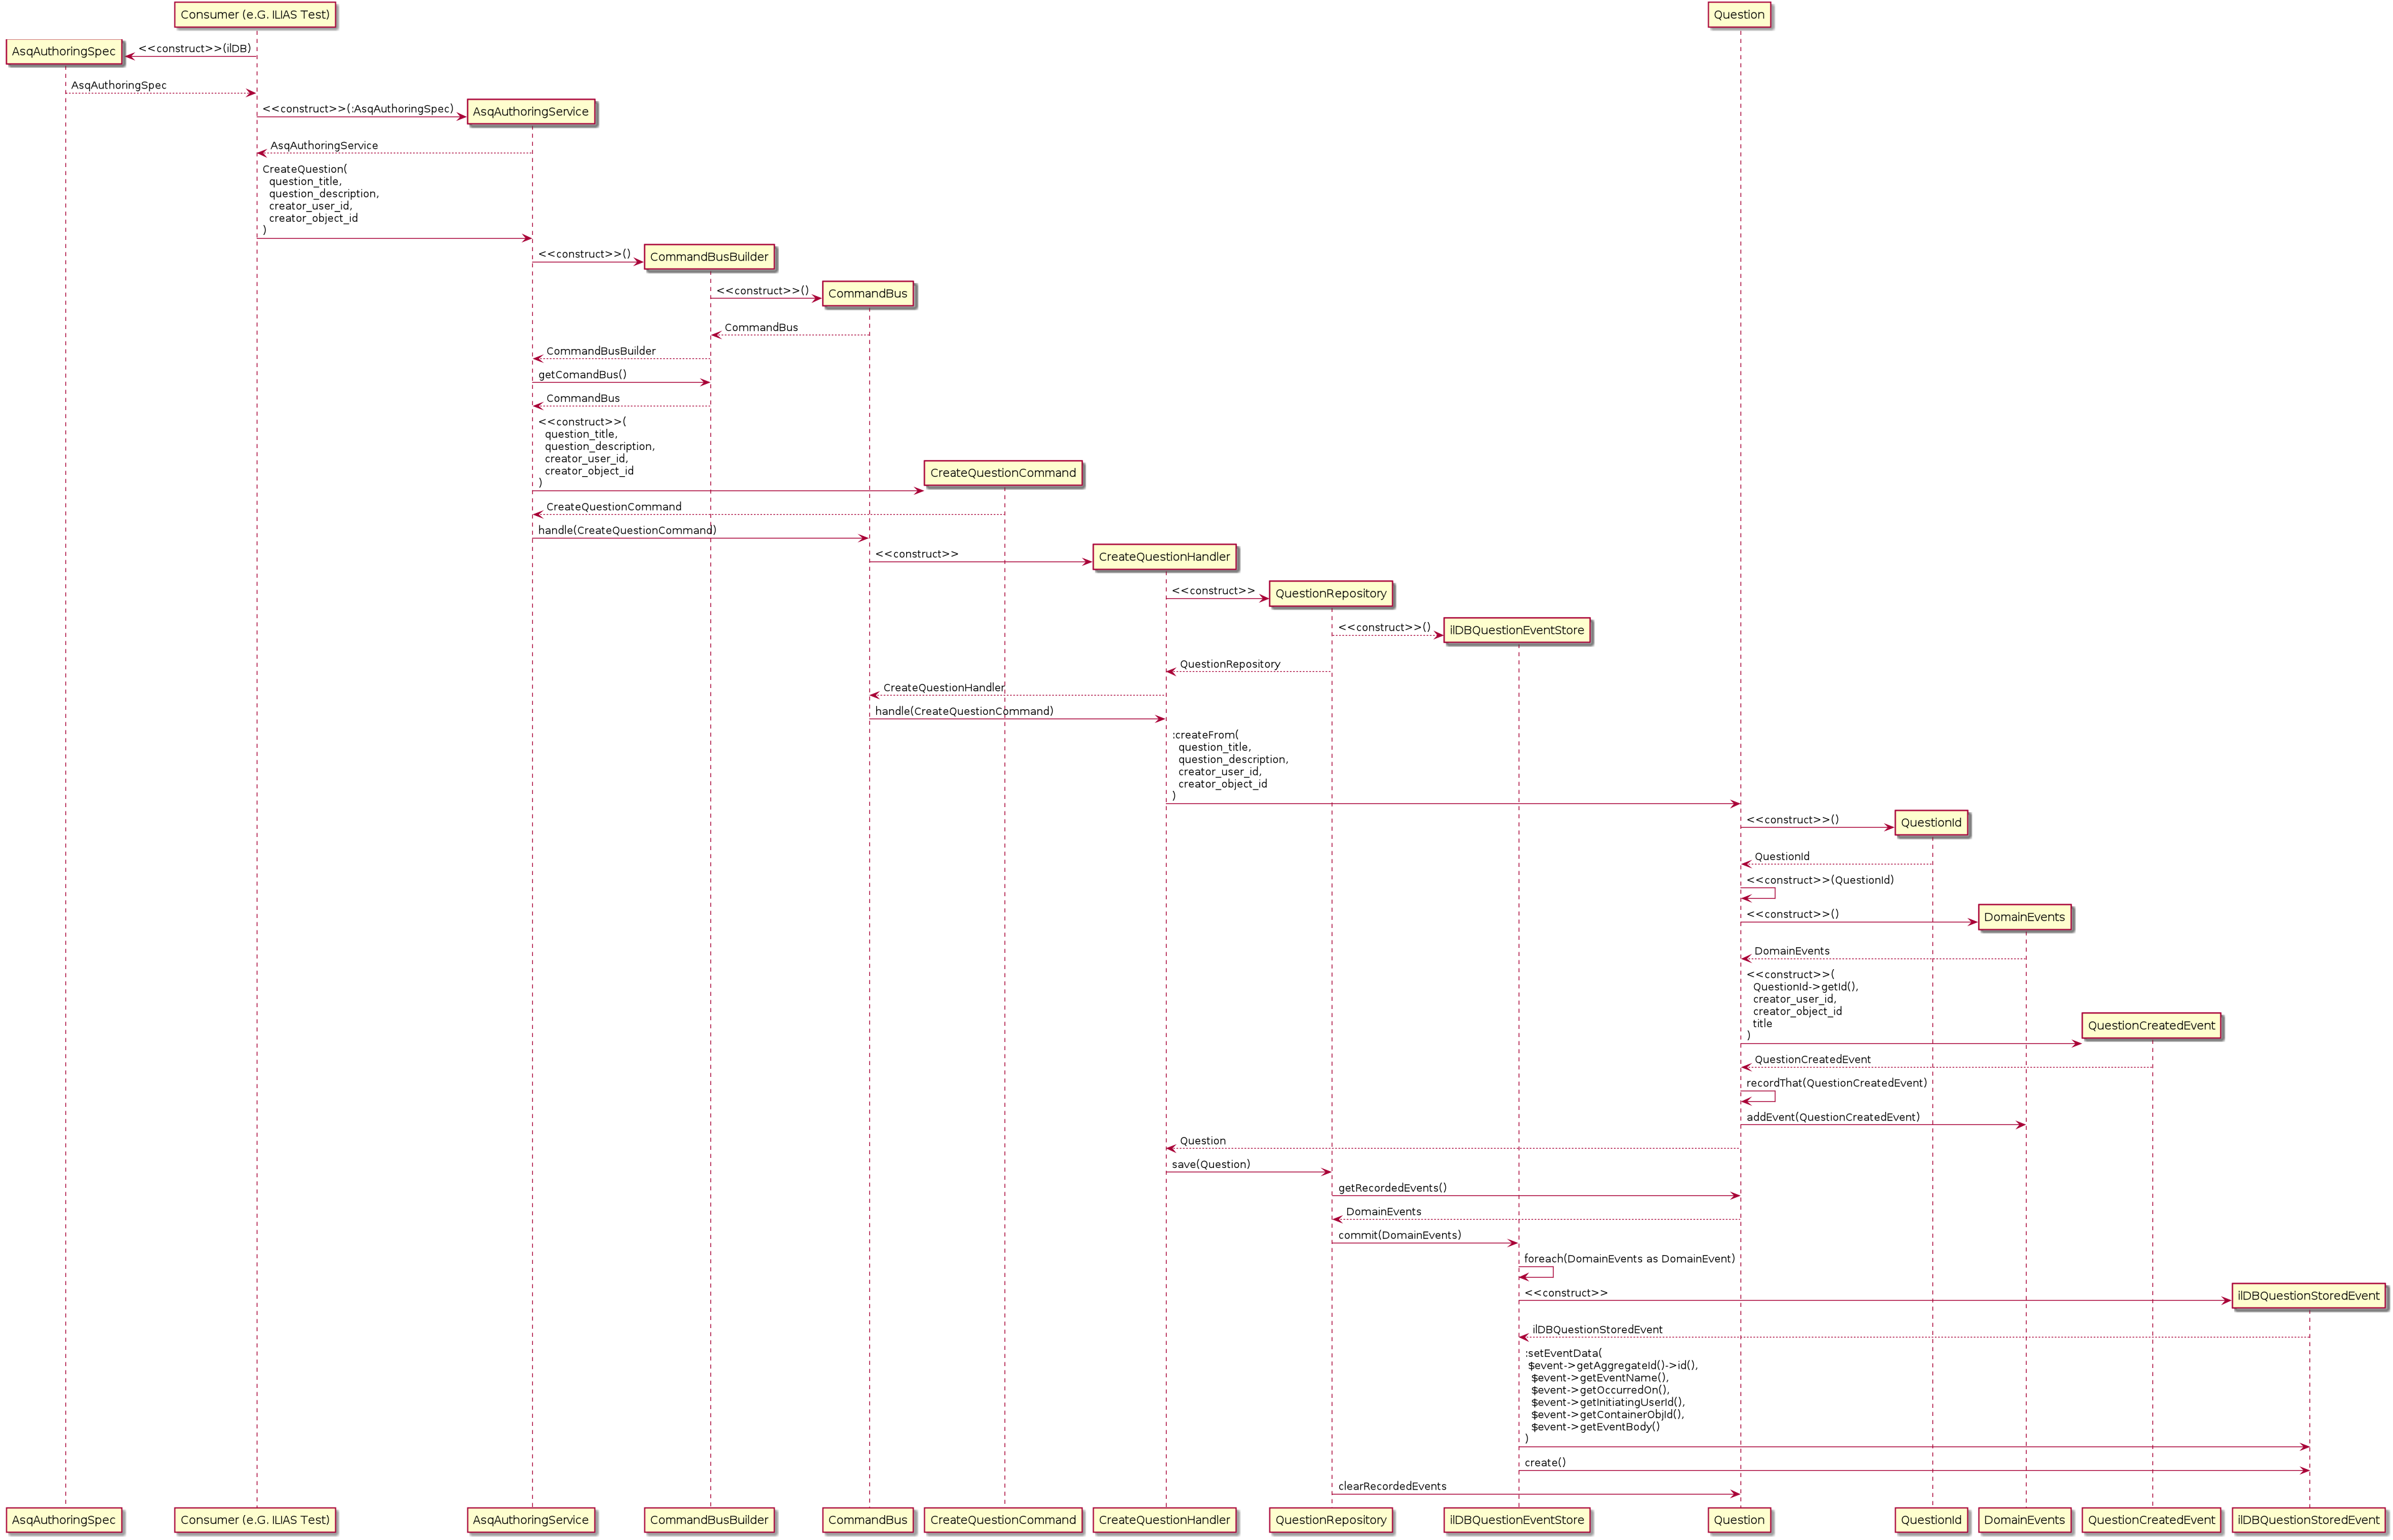 Consumer (e.G. ILIAS Test)
Question
AsqAuthoringSpec
<<construct>>(ilDB)
AsqAuthoringSpec
<<construct>>(:AsqAuthoringSpec)
AsqAuthoringService
AsqAuthoringService
CreateQuestion(
question_title,
question_description,
creator_user_id,
creator_object_id
)
<<construct>>()
CommandBusBuilder
<<construct>>()
CommandBus
CommandBus
CommandBusBuilder
getComandBus()
CommandBus
<<construct>>(
question_title,
question_description,
creator_user_id,
creator_object_id
)
CreateQuestionCommand
CreateQuestionCommand
handle(CreateQuestionCommand)
<<construct>>
CreateQuestionHandler
<<construct>>
QuestionRepository
<<construct>>()
ilDBQuestionEventStore
QuestionRepository
CreateQuestionHandler
handle(CreateQuestionCommand)
:createFrom(
question_title,
question_description,
creator_user_id,
creator_object_id
)
<<construct>>()
QuestionId
QuestionId
<<construct>>(QuestionId)
<<construct>>()
DomainEvents
DomainEvents
<<construct>>(
QuestionId->getId(),
creator_user_id,
creator_object_id
title
)
QuestionCreatedEvent
QuestionCreatedEvent
recordThat(QuestionCreatedEvent)
addEvent(QuestionCreatedEvent)
Question
save(Question)
getRecordedEvents()
DomainEvents
commit(DomainEvents)
foreach(DomainEvents as DomainEvent)
<<construct>>
ilDBQuestionStoredEvent
ilDBQuestionStoredEvent
:setEventData(
$event->getAggregateId()->id(),
$event->getEventName(),
$event->getOccurredOn(),
$event->getInitiatingUserId(),
$event->getContainerObjId(),
$event->getEventBody()
)
create()
clearRecordedEvents
AsqAuthoringSpec
Consumer (e.G. ILIAS Test)
AsqAuthoringService
CommandBusBuilder
CommandBus
CreateQuestionCommand
CreateQuestionHandler
QuestionRepository
ilDBQuestionEventStore
Question
QuestionId
DomainEvents
QuestionCreatedEvent
ilDBQuestionStoredEvent